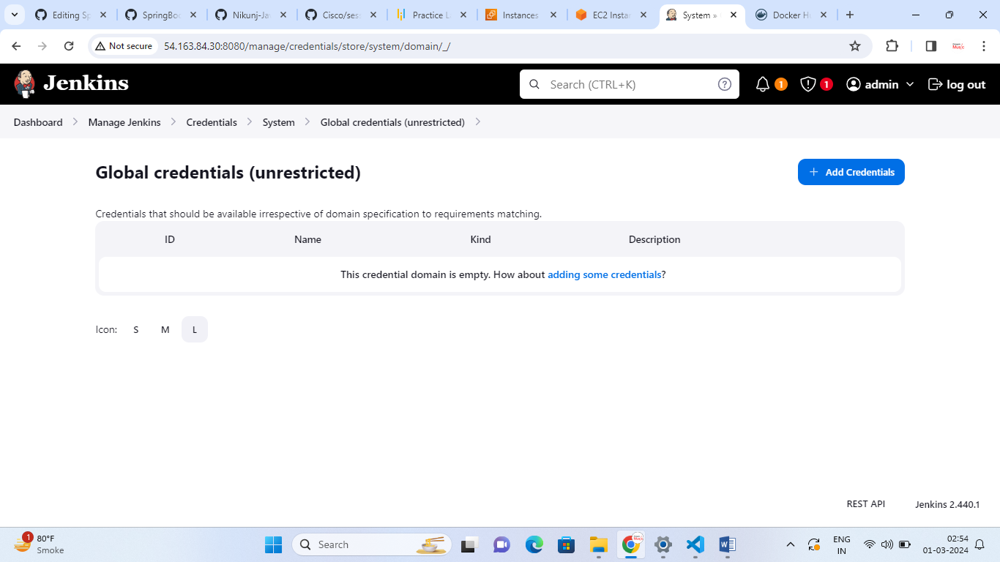 Editing Sp
SpringBoo
Nikunj-Ja
Cisco/ses
Practice L
Instances
EC2 Insta
System »
Docker Hu
Not secure
54.163.84.30:8080/manage/credentials/store/system/domain/_/
Jenkins
Search (CTRL+K)
?
1
1
admin
log out
Dashboard
Manage Jenkins
Credentials
System
Global credentials (unrestricted)
Global credentials (unrestricted)
+ Add Credentials
Credentials that should be available irrespective of domain specification to requirements matching.
ID Name Kind Description
This credential domain is empty. How about adding some credentials?
Icon: S M L
REST API
Jenkins 2.440.1
1
80°F
Smoke
Search
ENG
IN
02:54
01-03-2024